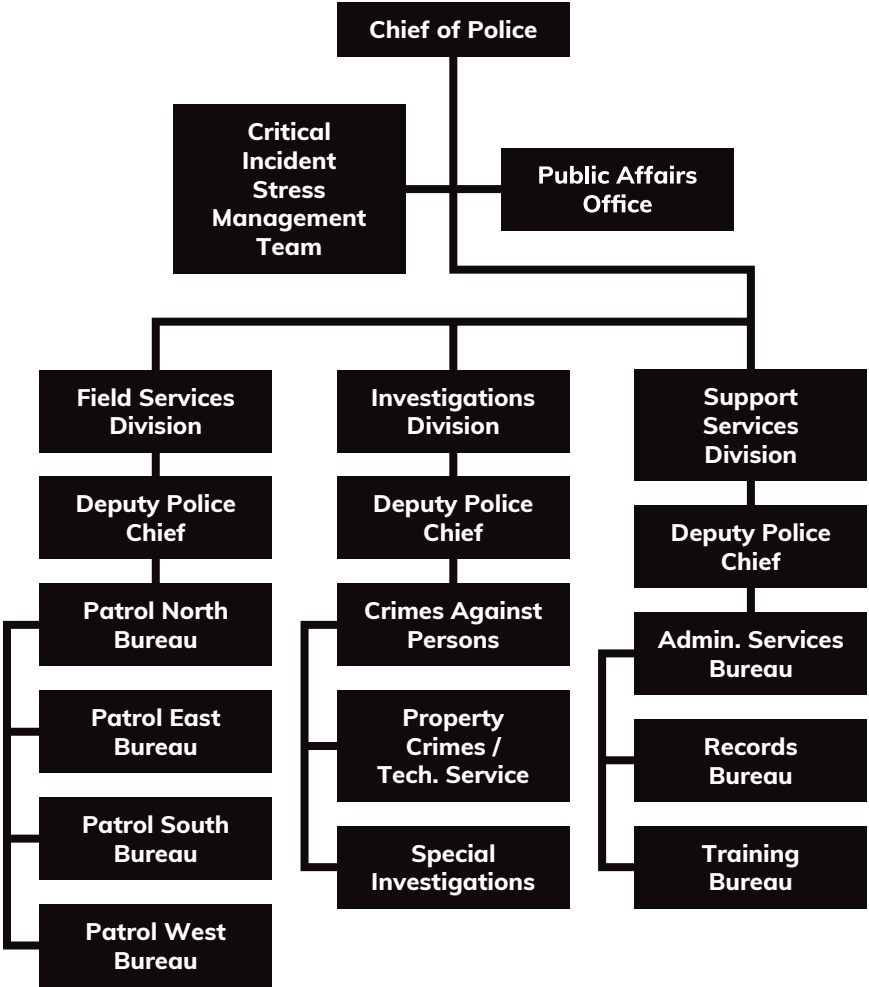 Chief of Police
Critical
Incident
Stress
Management
Team
Public Affairs
Office
Field Services
Division
Deputy Police
Chief
Patrol North
Bureau
Patrol East
Bureau
Patrol South
Bureau
Patrol West
Bureau
Investigations
Division
Deputy Police
Chief
Crimes Against
Persons
Property
Crimes /
Tech. Service
Special
Investigations
Support
Services
Division
Deputy Police
Chief
Admin. Services
Bureau
Records
Bureau
Training
Bureau